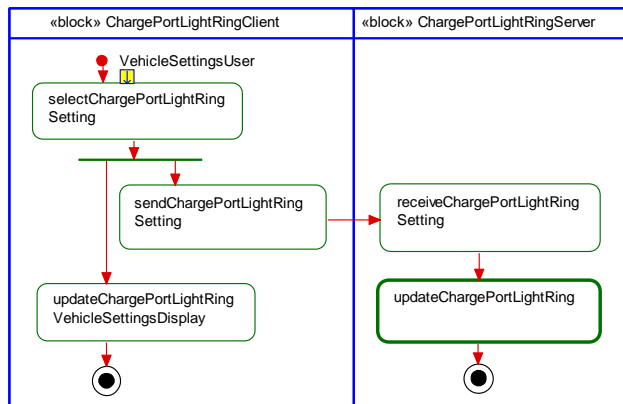 «block» ChargePortLightRingClient
«block» ChargePortLightRingServer
VehicleSettingsUser
selectChargePortLightRing
Setting
sendChargePortLightRing
Setting
receiveChargePortLightRing
Setting
updateChargePortLightRing
VehicleSettingsDisplay
updateChargePortLightRing